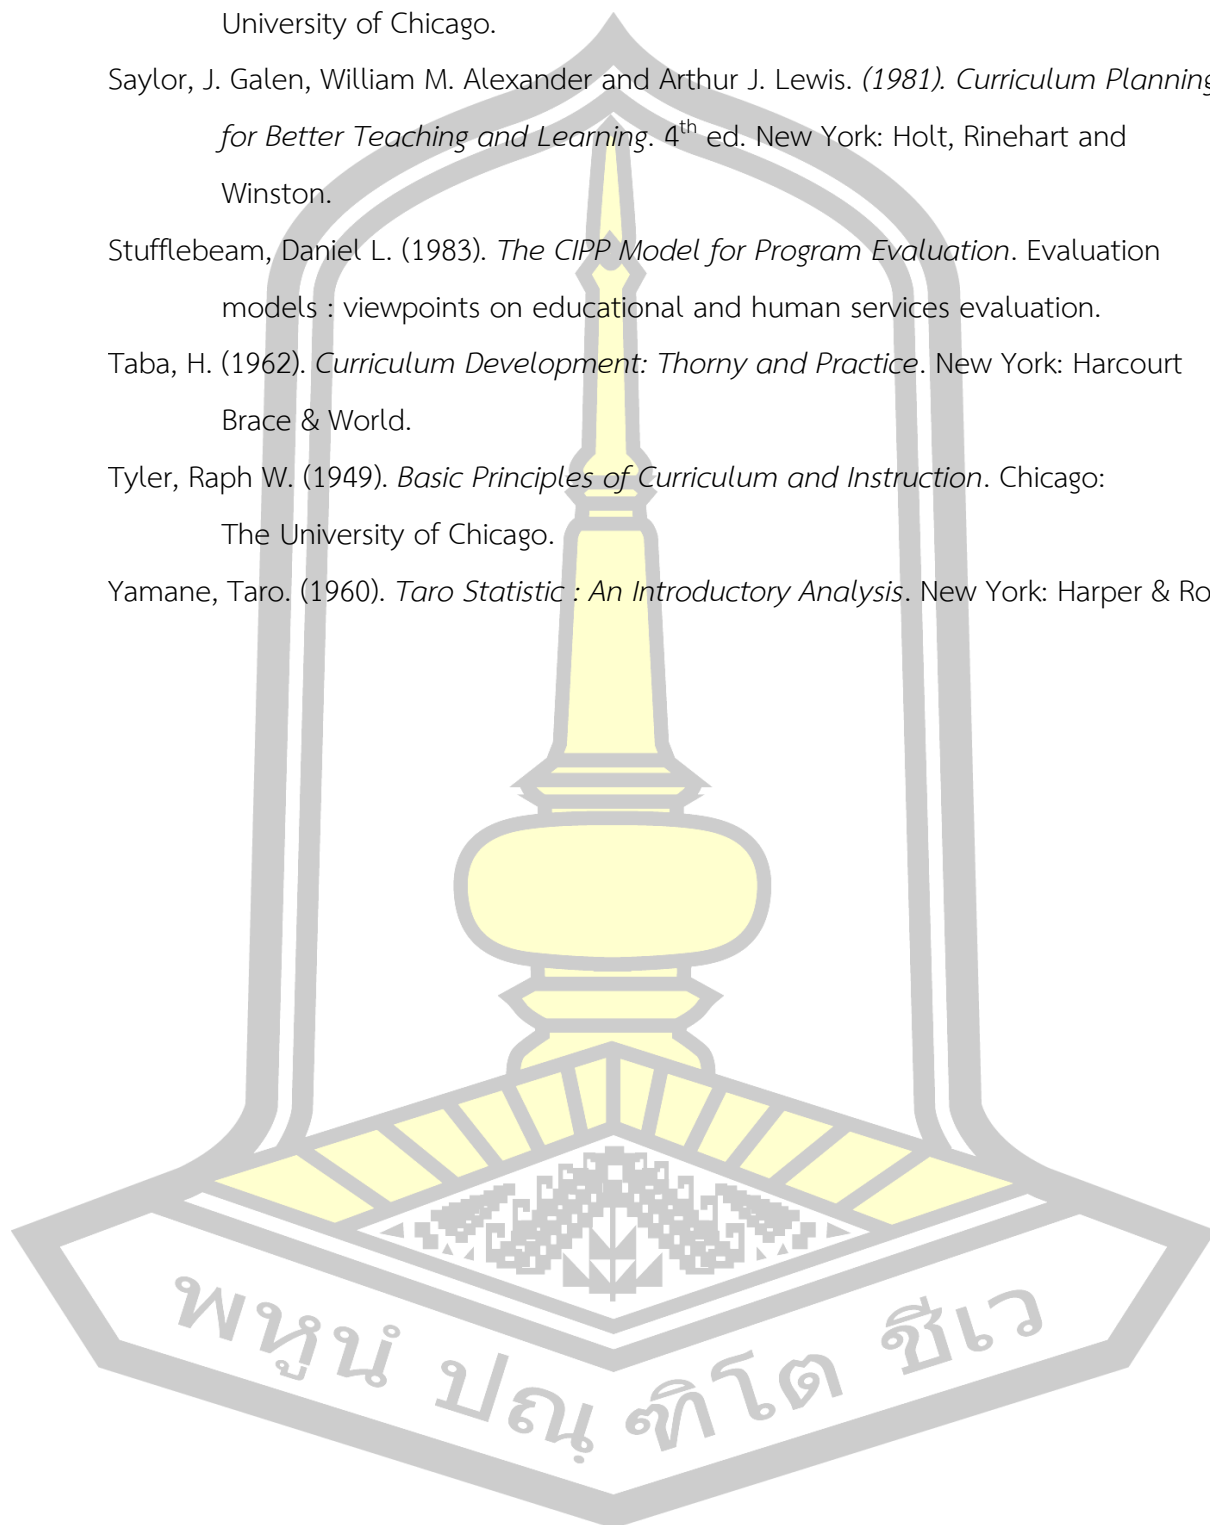 University of Chicago.
Saylor, J. Galen, William M. Alexander and Arthur J. Lewis. (1981). Curriculum Planning
for Better Teaching and Learning. 4th ed. New York: Holt, Rinehart and
Winston.
Stufflebeam, Daniel L. (1983). The CIPP Model for Program Evaluation. Evaluation
models : viewpoints on educational and human services evaluation.
Taba, H. (1962). Curriculum Development: Thorny and Practice. New York: Harcourt
Brace & World.
Tyler, Raph W. (1949). Basic Principles of Curriculum and Instruction. Chicago:
The University of Chicago.
Yamane, Taro. (1960). Taro Statistic : An Introductory Analysis. New York: Harper & Ro
พหูนํ ปณฺ ฑิโต ชีเว